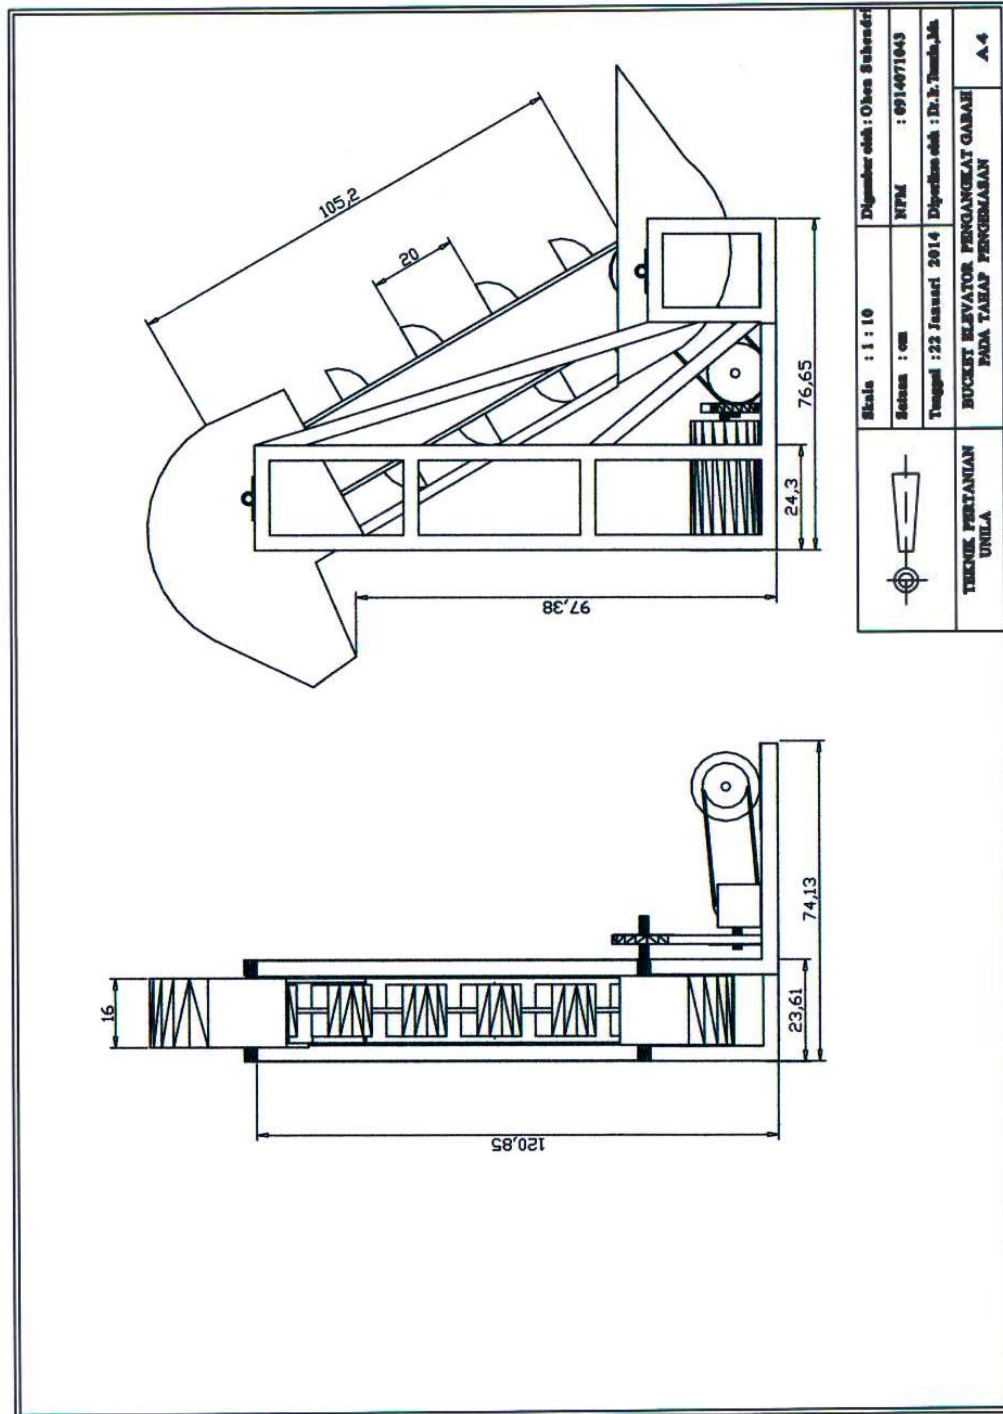 105,2
20
76,65
24,3
97,38
16
74,13
23,61
120,85
Skala : 1 : 10
Digambar oleh : Oben Suhendri
Satuan : cm
NPM : 0914071043
Tanggal : 22 Januari 2014
Diperiksa oleh : Dr. Ir.
TEKNIK PERTANIAN
UNILA
BUCKET ELEVATOR PENGANGKAT GABAH
PADA TAHAP PENGEMASAN
A4